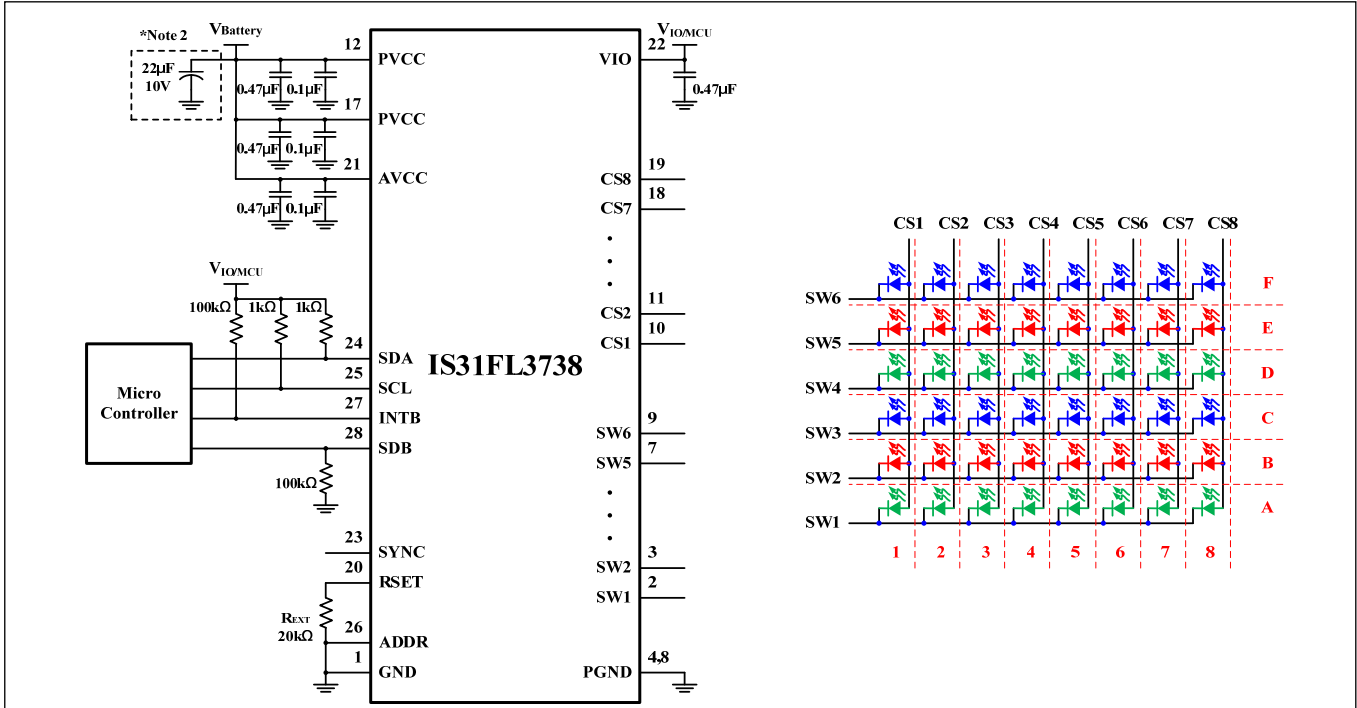 *Note 2
VBattery
22µF
10V
0.47µF 0.1µF
0.47µF 0.1µF
0.47µF 0.1µF
12
PVCC
17
PVCC
21
AVCC
VIO/MCU
100kΩ 1kΩ 1kΩ
Micro
Controller
24
SDA
25
SCL
27
INTB
28
SDB
100kΩ
23
SYNC
20
RSET
REXT
20kΩ
26
ADDR
1
GND
IS31FL3738
VIO/MCU
22
VIO
0.47µF
19
CS8
18
CS7
11
CS2
10
CS1
9
SW6
7
SW5
3
SW2
2
SW1
4,8
PGND
CS1 CS2 CS3 CS4 CS5 CS6 CS7 CS8
SW6 F
SW5 E
SW4 D
SW3 C
SW2 B
SW1 A
1 2 3 4 5 6 7 8